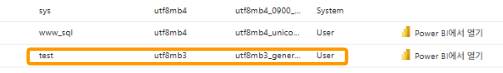 sys utf8mb4 utf8mb4_0900_... System
www_sql utf8mb4 utf8mb4_unico... User Power BI에서 열기
test utf8mb3 utf8mb3_gener... User Power BI에서 열기